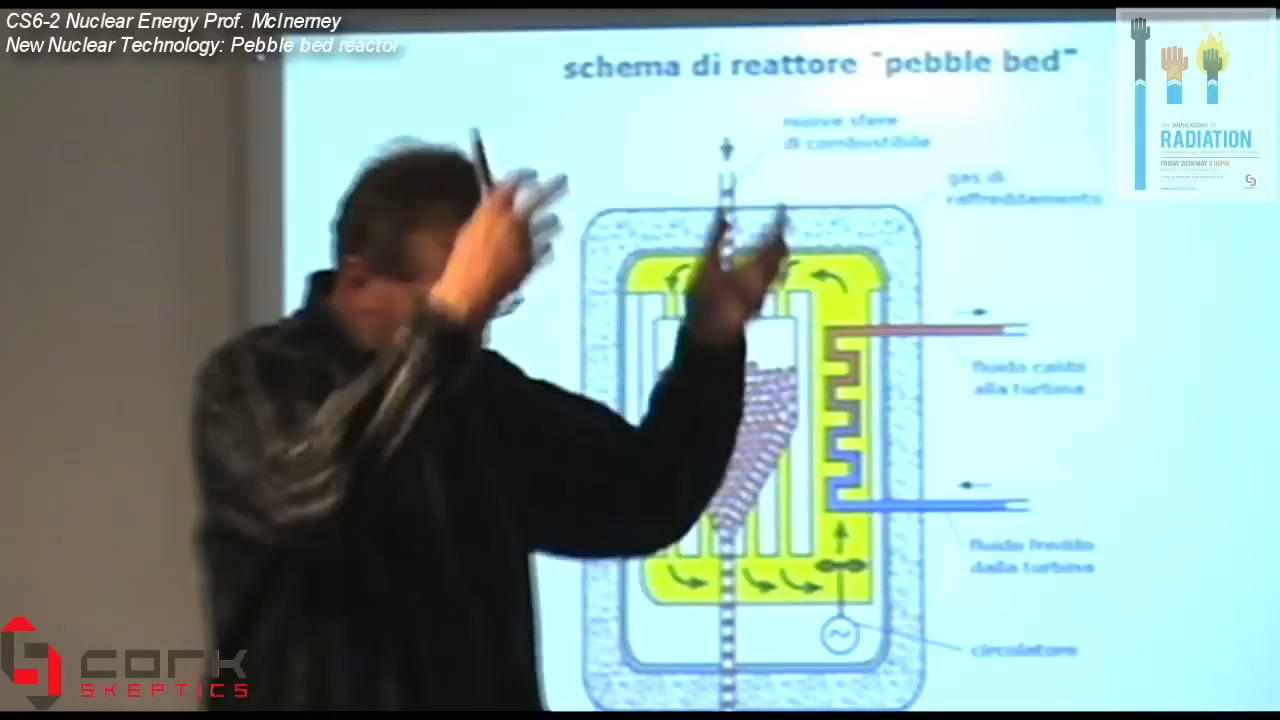 CS6-2 Nuclear Energy Prof. McInerney
New Nuclear Technology: Pebble bed reactor
schema di reattore "pebble bed"
nuove sfere
di combustibile
gas di
raffreddamento
fluido caldo
alla turbina
fluido freddo
dalla turbina
circolatore
THE IMPLICATIONS OF
RADIATION
FRIDAY 20TH MAY 8.00PM
cork
SKEPTICS